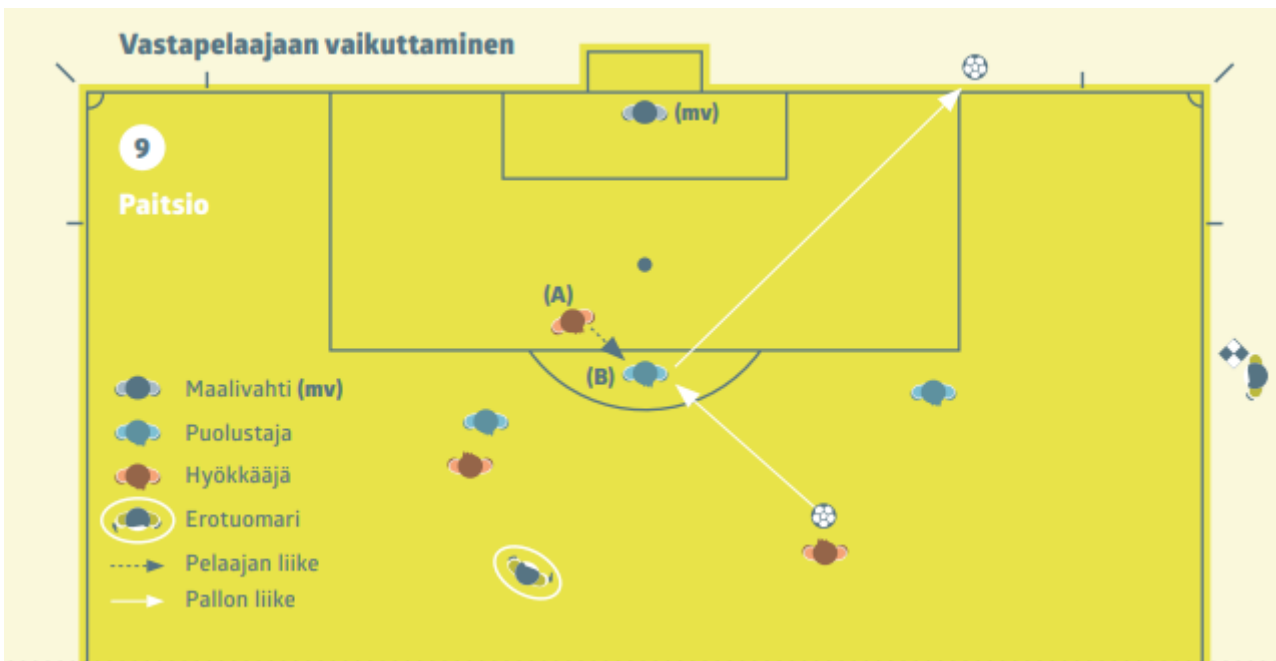 Vastapelaajaan vaikuttaminen
(mv)
9
Paitsio
(A)
(B)
Maalivahti (mv)
Puolustaja
Hyökkääjä
Erotuomari
Pelaajan liike
Pallon liike